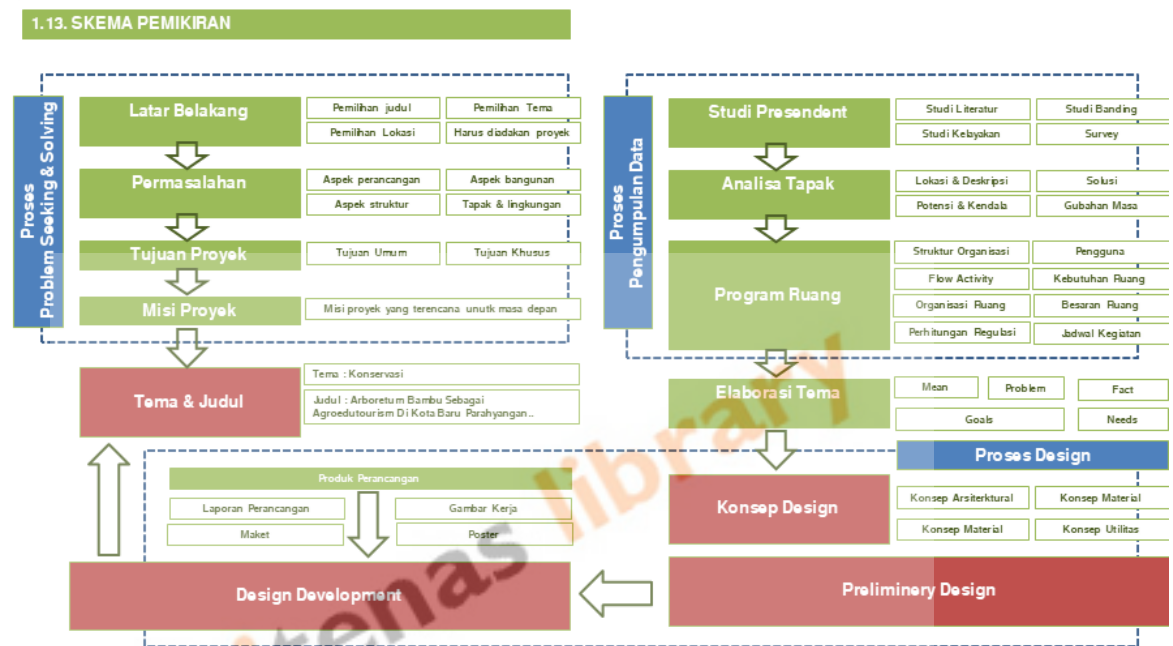 1.13. SKEMA PEMIKIRAN
Proses
Problem Seeking & Solving
Latar Belakang
Pemilihan judul
Pemilihan Tema
Pemilihan Lokasi
Harus diadakan proyek
Permasalahan
Aspek perancangan
Aspek bangunan
Aspek struktur
Tapak & lingkungan
Tujuan Proyek
Tujuan Umum
Tujuan Khusus
Misi Proyek
Misi proyek yang terencana unutk masa depan
Tema & Judul
Tema : Konservasi
Judul : Arboretum Bambu Sebagai
Agroedutourism Di Kota Baru Parahyangan..
Proses
Pengumpulan Data
Studi Presendent
Studi Literatur
Studi Banding
Studi Kelayakan
Survey
Analisa Tapak
Lokasi & Deskripsi
Solusi
Potensi & Kendala
Gubahan Masa
Program Ruang
Struktur Organisasi
Pengguna
Flow Activity
Kebutuhan Ruang
Organisasi Ruang
Besaran Ruang
Perhitungan Regulasi
Jadwal Kegiatan
Elaborasi Tema
Mean
Problem
Fact
Goals
Needs
Proses Design
Konsep Design
Konsep Arsiterktural
Konsep Material
Konsep Material
Konsep Utilitas
Preliminery Design
Produk Perancangan
Laporan Perancangan
Gambar Kerja
Maket
Poster
Design Development
itenas library